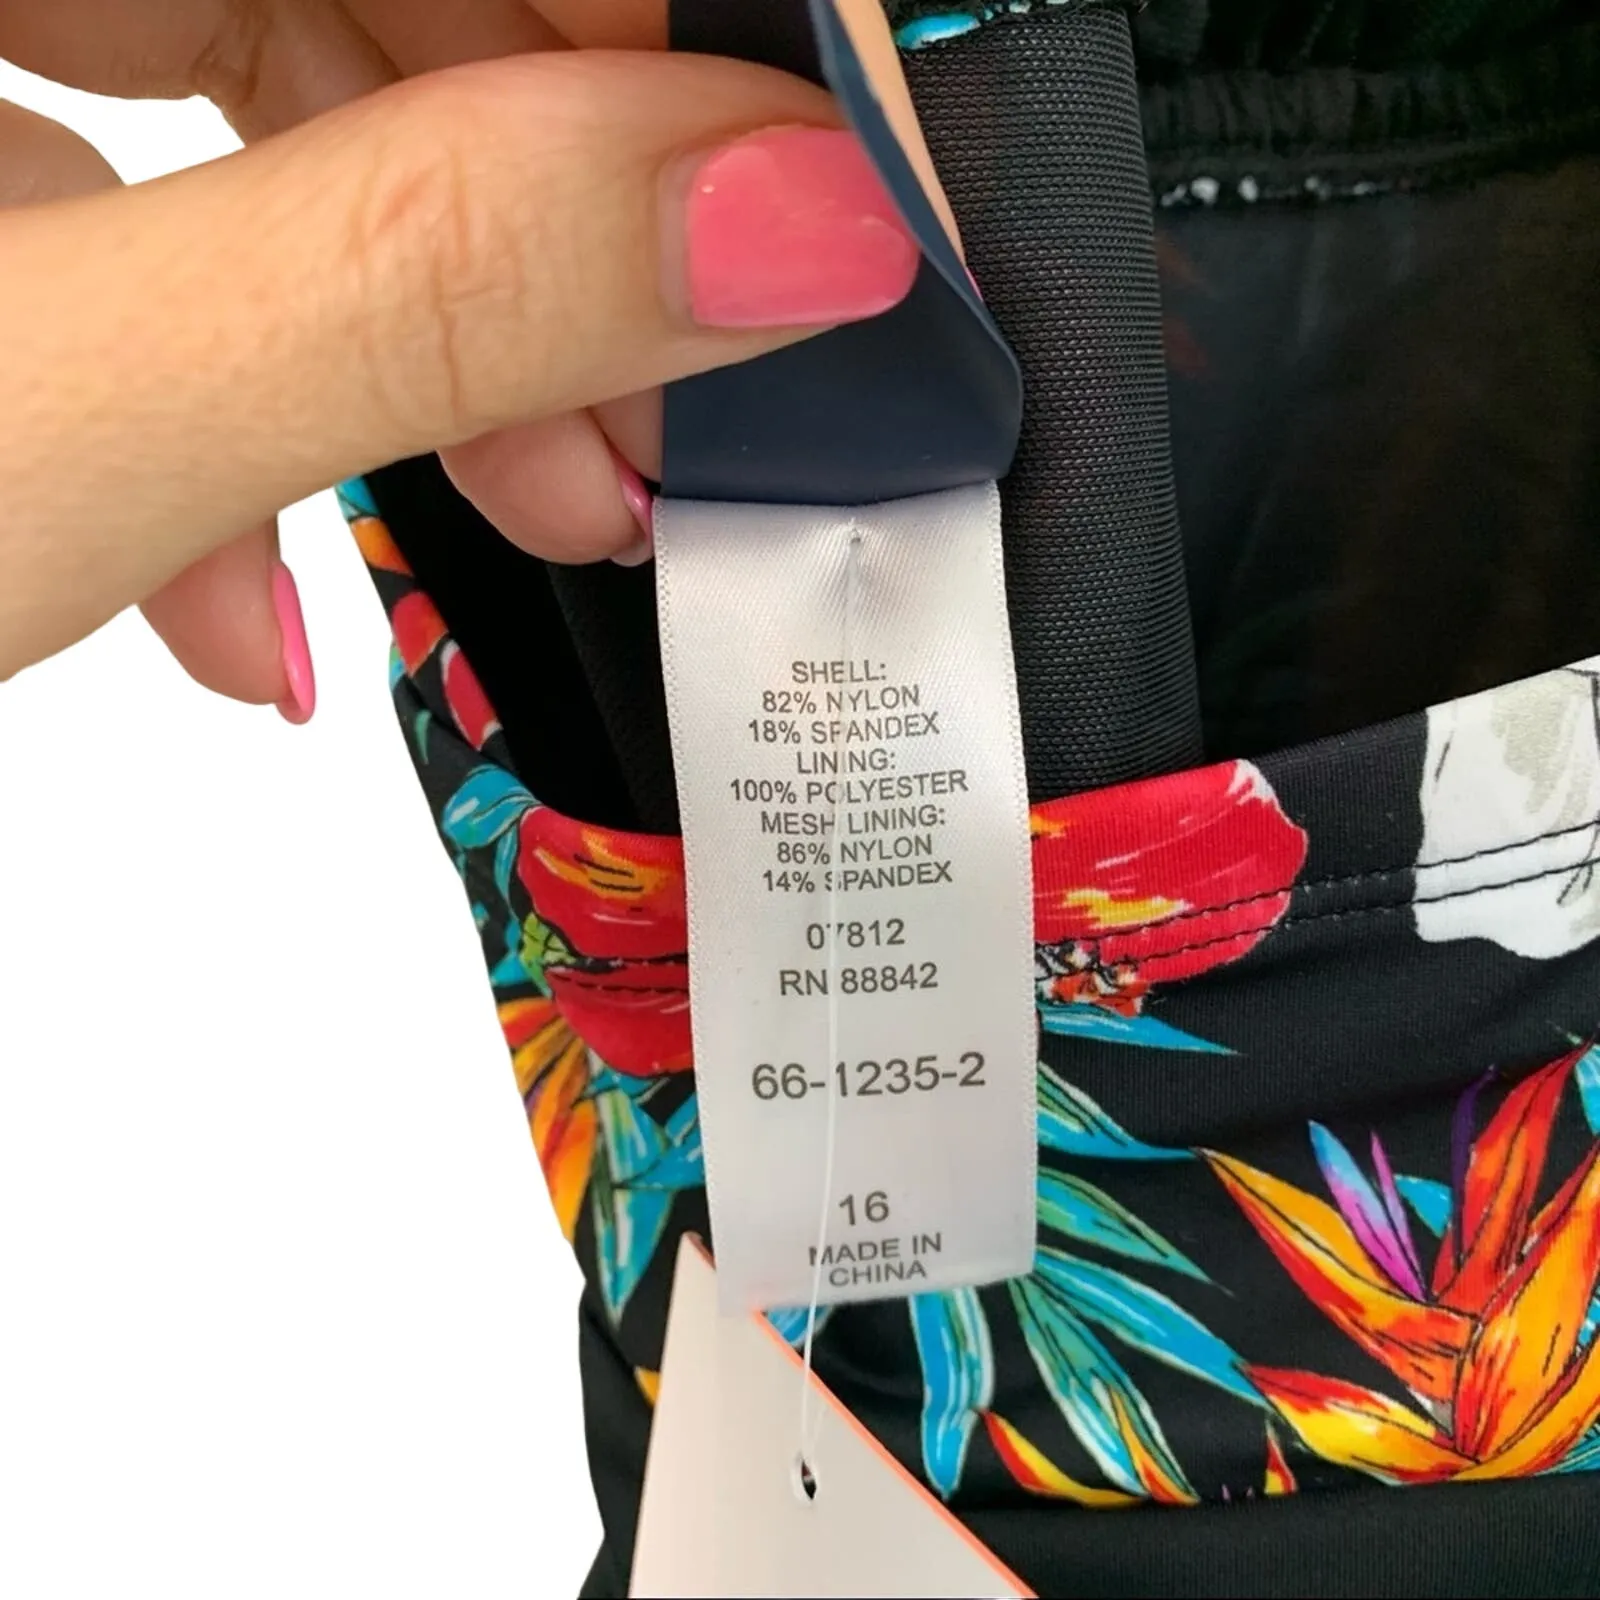 SHELL:
82% NYLON
18% SPANDEX
LINING:
100% POLYESTER
MESH LINING:
86% NYLON
14% SPANDEX
07812
RN 88842
66-1235-2
16
MADE IN
CHINA